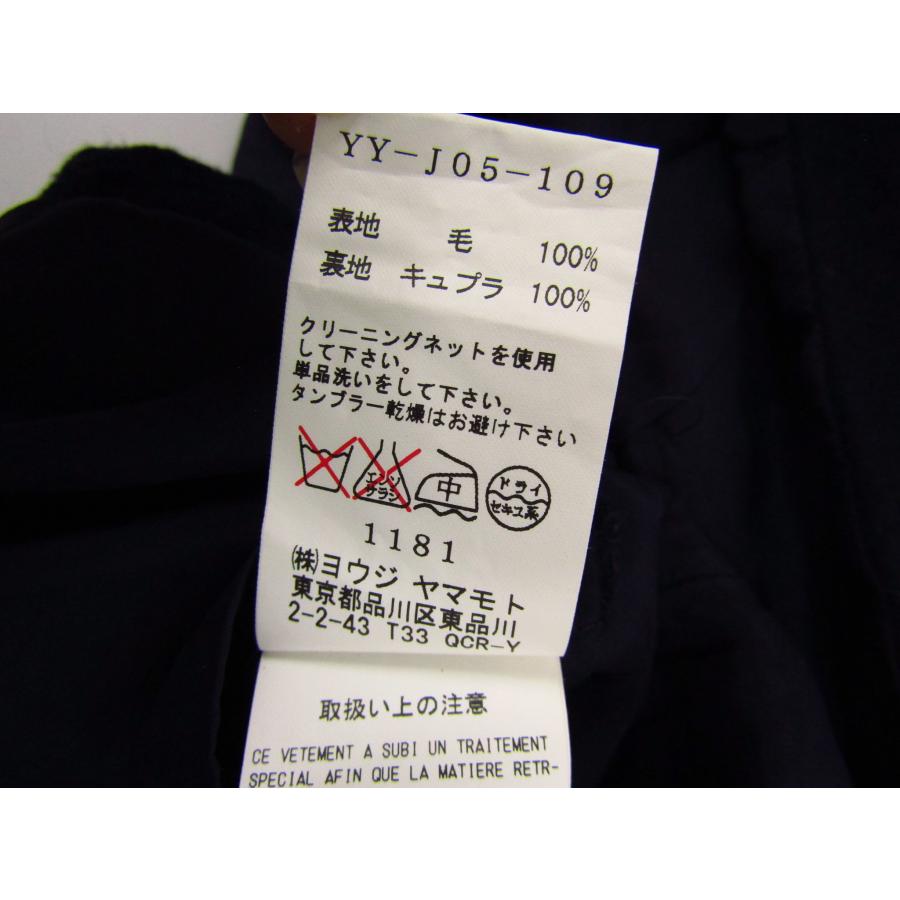 YY-J05-109
表地 毛 100%
裏地 キュプラ 100%
クリーニングネットを使用
して下さい。
単品洗いをして下さい。
タンブラー乾燥はお避け下さい
エンソ
サラシ
中
ドライ
セキユ系
1181
㈱ヨウジ ヤマモト
東京都品川区東品川
2-2-43 T33 QCR-Y
取扱い上の注意
CE VETEMENT A SUBI UN TRAITEMENT
SPECIAL AFIN QUE LA MATIERE RETR-